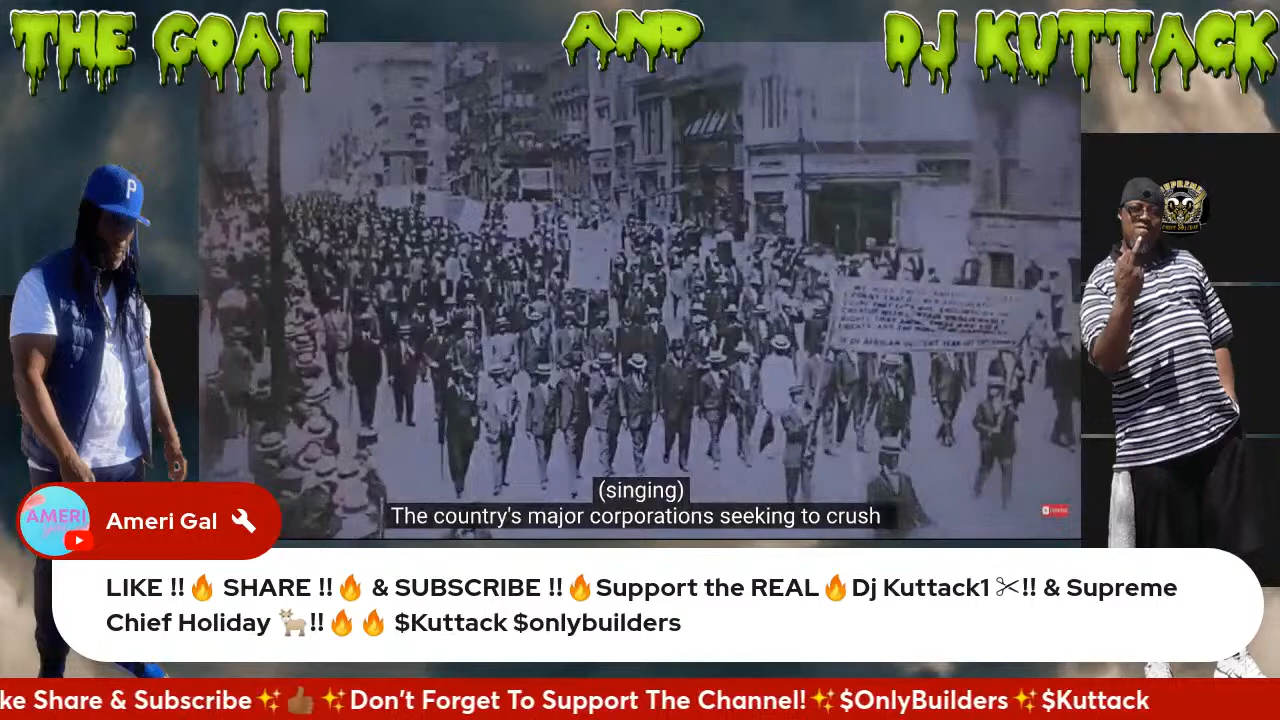 THE GOAT AND DJ KUTTACK
P
SUPREME
(singing)
The country's major corporations seeking to crush
AMERI
Ameri Gal
LIKE !!🔥 SHARE !!🔥 & SUBSCRIBE !!🔥Support the REAL🔥Dj Kuttack1 ✂!! & Supreme
Chief Holiday 🐐!!🔥🔥 $Kuttack $onlybuilders
ke Share & Subscribe✨👍🏾✨Don't Forget To Support The Channel!✨$OnlyBuilders✨$Kuttack